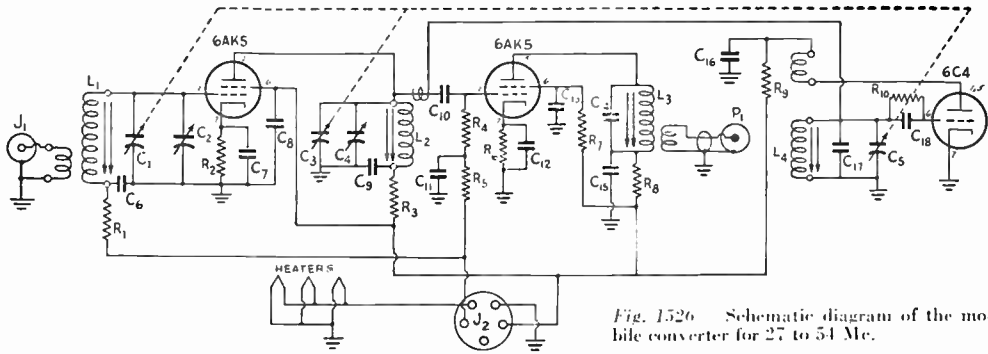 6AK5
6AK5
6C4
J1
L1
C1
C2
R2
C7
C8
C6
R1
C3
C4
C9
L2
R3
C10
R4
C11
R5
R
C12
C13
R7
C15
L3
R8
P1
C16
R9
L4
R10
C17
C5
C18
HEATERS
J2
Fig. 1526 Schematic diagram of the mo-
bile converter for 27 to 54 Mc.